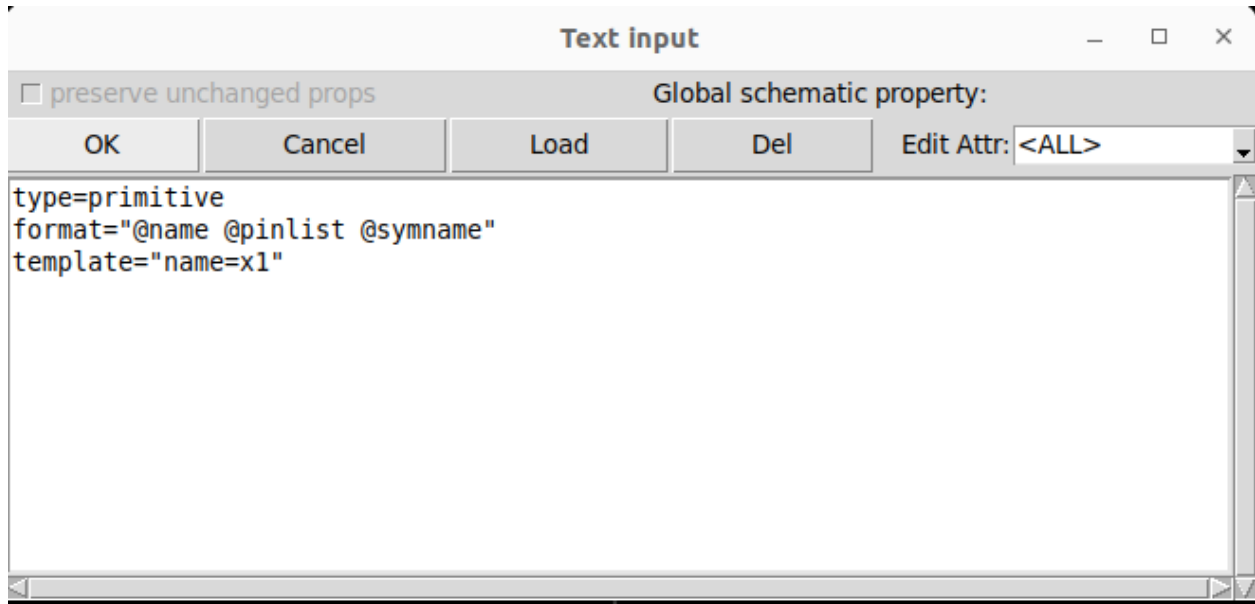 Text input
preserve unchanged props Global schematic property:
OK Cancel Load Del Edit Attr: <ALL>
type=primitive
format="@name @pinlist @symname"
template="name=x1"